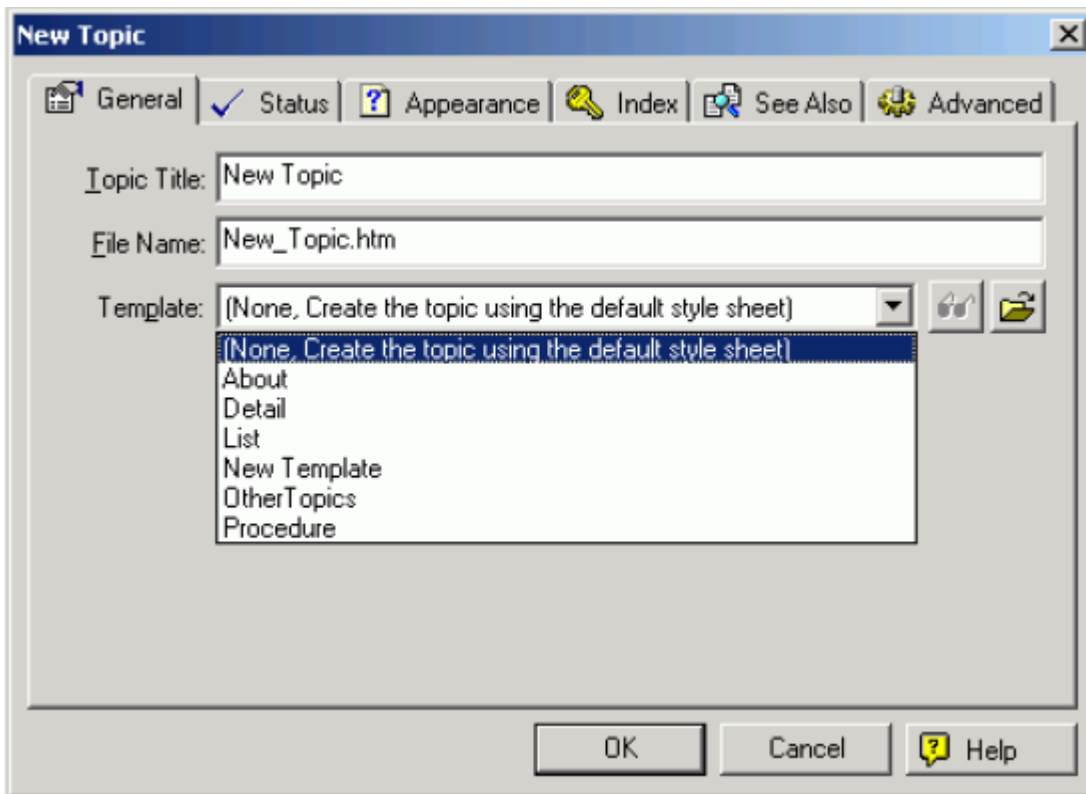 New Topic
General Status Appearance Index See Also Advanced
Topic Title: New Topic
File Name: New_Topic.htm
Template: (None, Create the topic using the default style sheet)
(None, Create the topic using the default style sheet)
About
Detail
List
New Template
OtherTopics
Procedure
OK Cancel Help